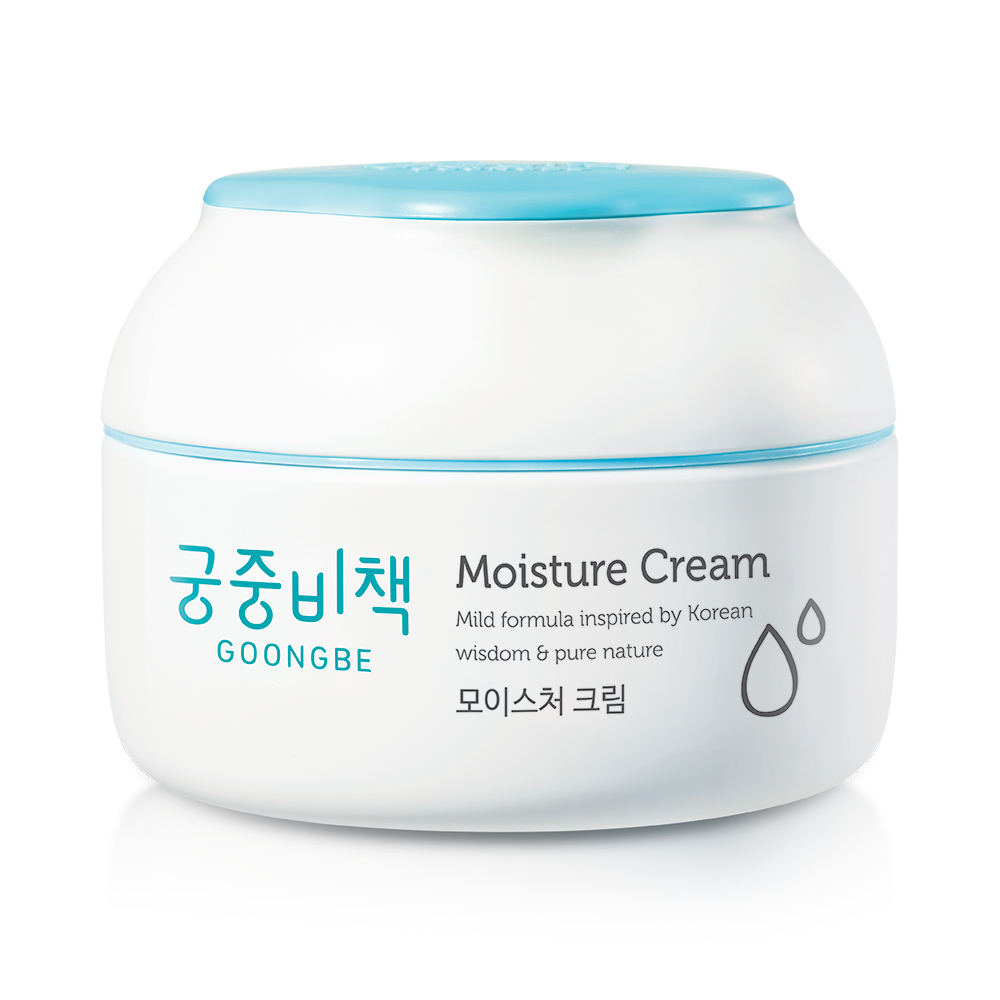 궁중비책
GOONGBE
Moisture Cream
Mild formula inspired by Korean
wisdom & pure nature
모이스처 크림